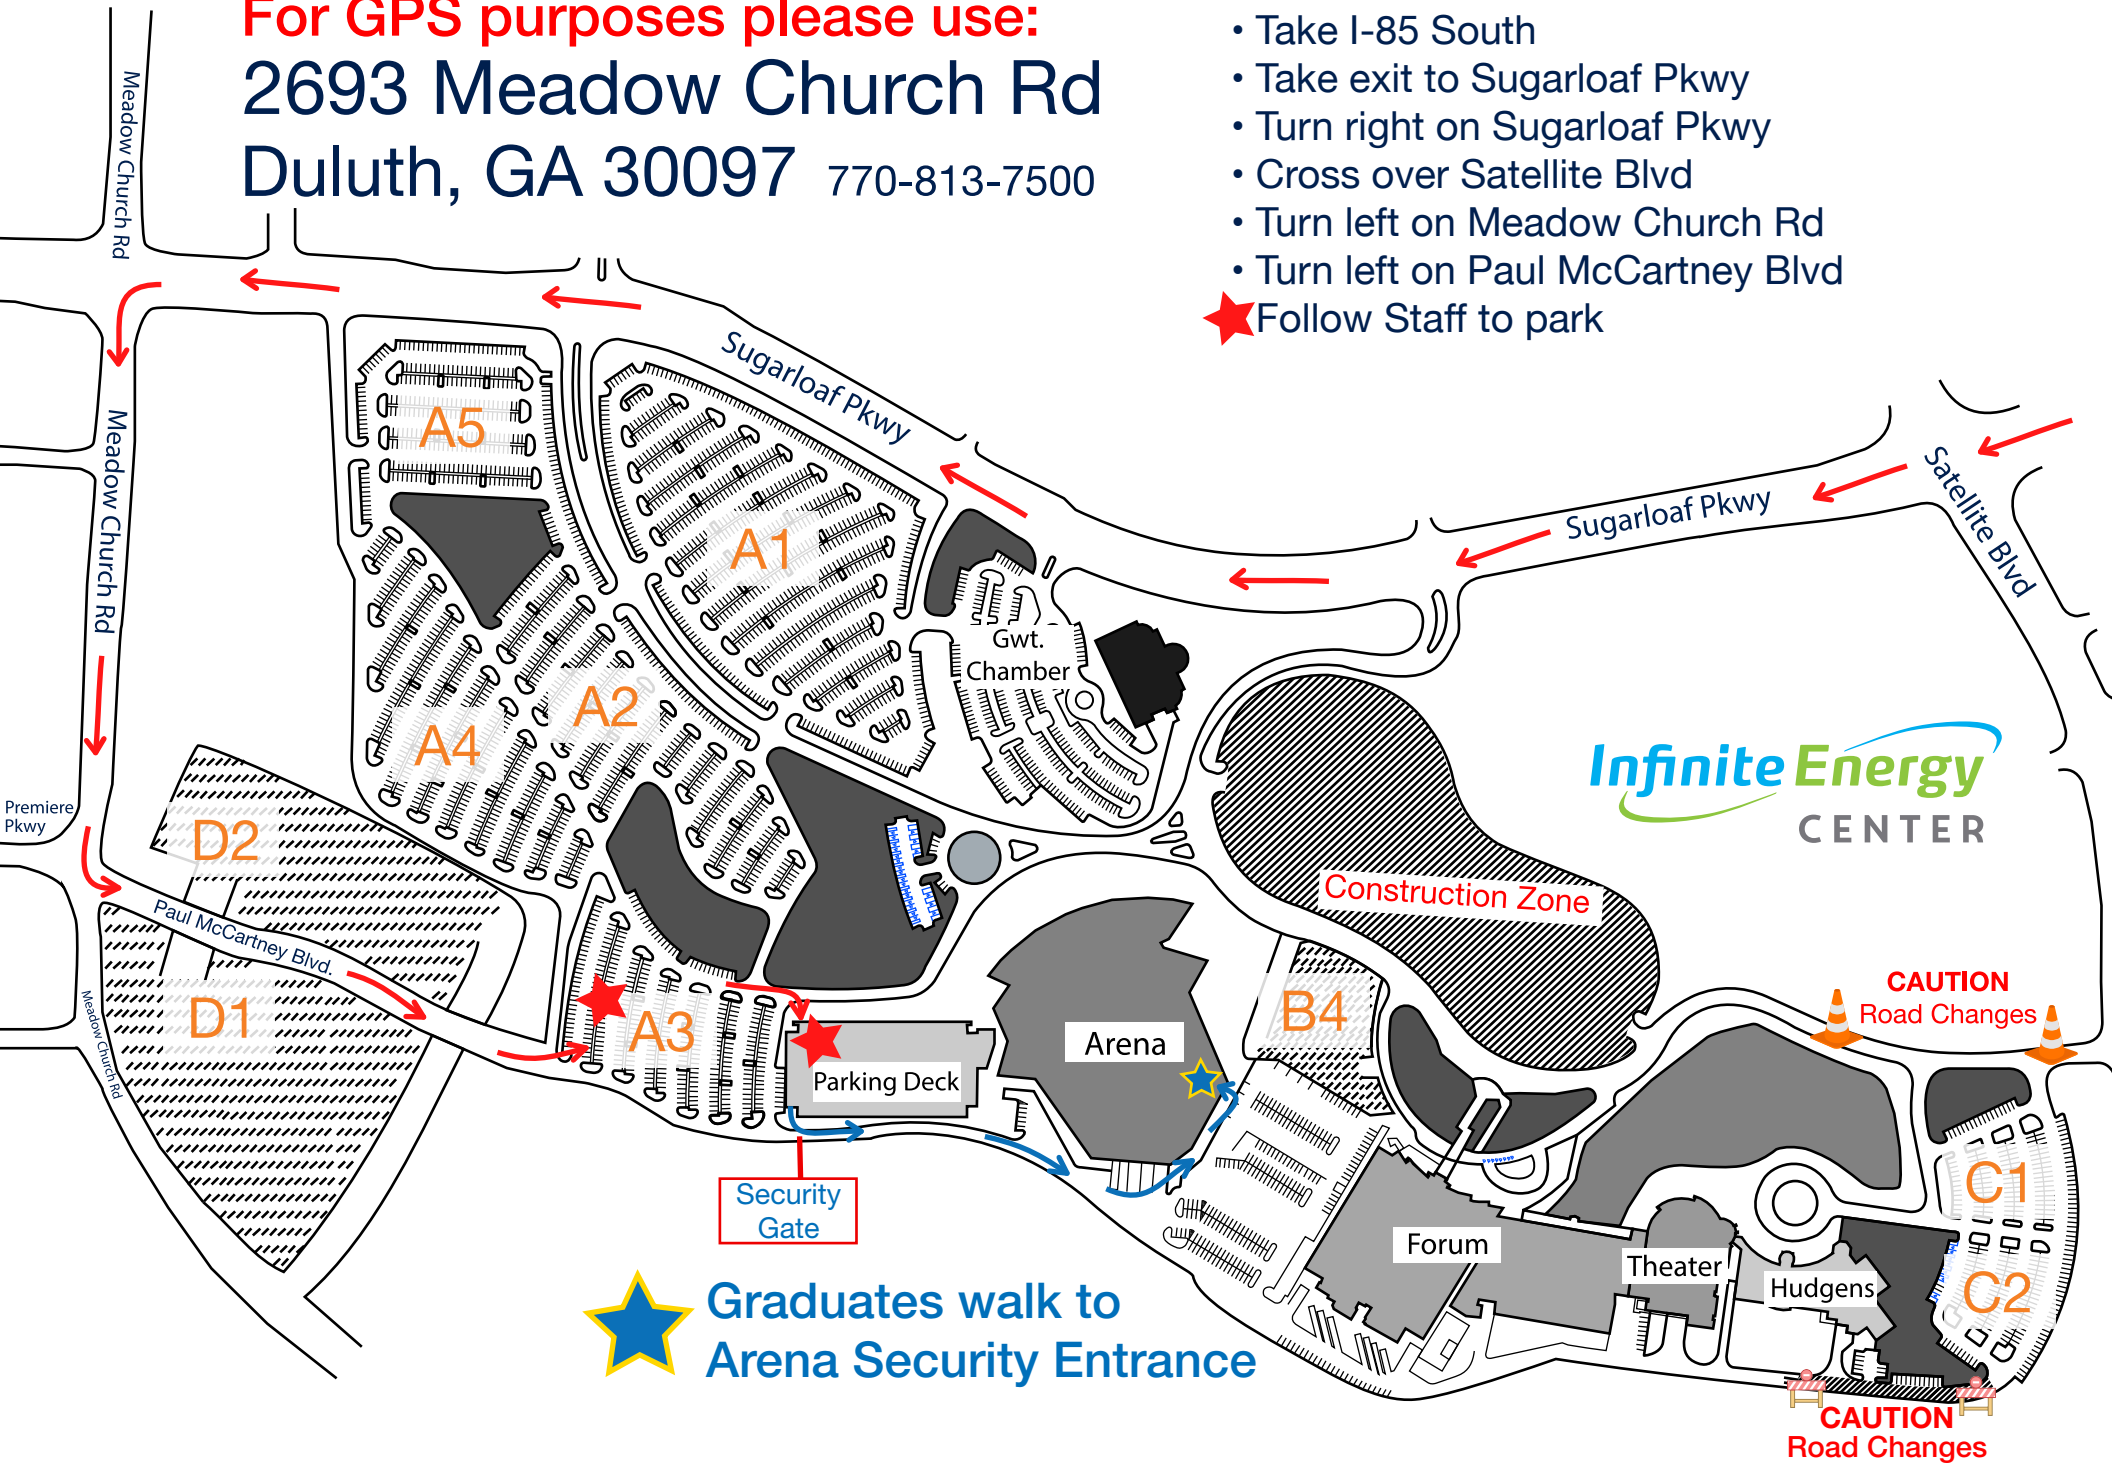 For GPS purposes please use:
2693 Meadow Church Rd
Duluth, GA 30097 770-813-7500
• Take I-85 South
• Take exit to Sugarloaf Pkwy
• Turn right on Sugarloaf Pkwy
• Cross over Satellite Blvd
• Turn left on Meadow Church Rd
• Turn left on Paul McCartney Blvd
Follow Staff to park
Meadow Church Rd
Sugarloaf Pkwy
Meadow Church Rd
A5
A1
Sugarloaf Pkwy
Satellite Blvd
Gwt.
Chamber
A2
A4
Infinite Energy
CENTER
Premiere
Pkwy
D2
Construction Zone
Paul McCartney Blvd.
D1
Meadow Church Rd
A3
Parking Deck
Arena
B4
CAUTION
Road Changes
Security
Gate
C1
Forum
Theater
Hudgens
C2
Graduates walk to
Arena Security Entrance
CAUTION
Road Changes